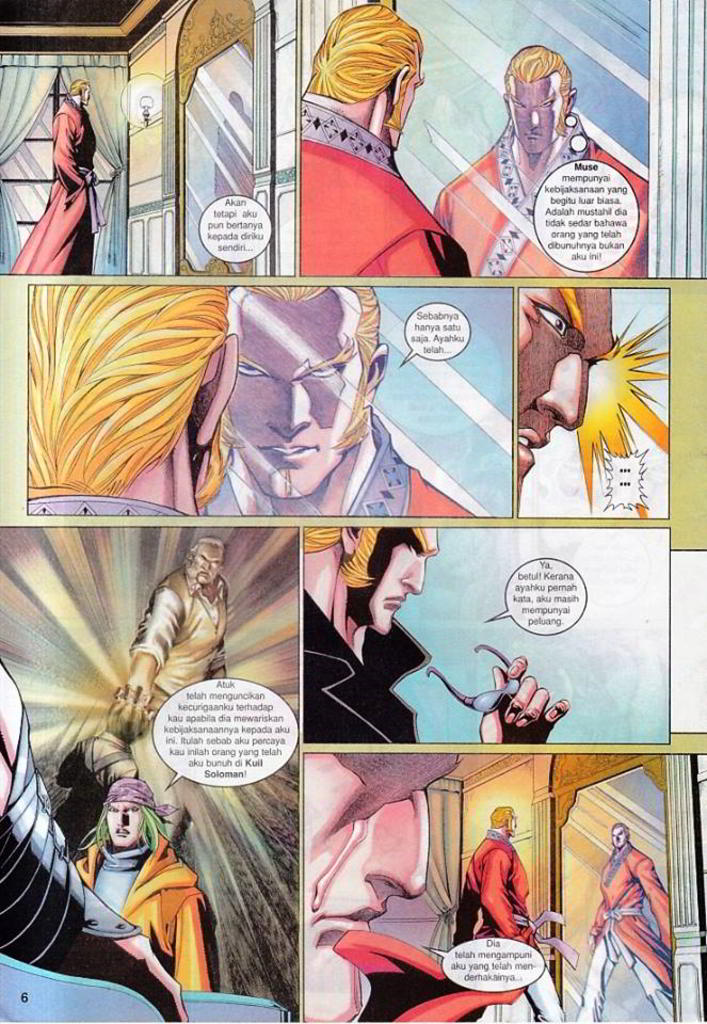 Akan
tetapi aku
pun bertanya
kepada diriku
sendiri...
Muse
mempunyai
kebijaksanaan yang
begitu luar biasa.
Adalah mustahil dia
tidak sedar bahawa
orang yang telah
dibunuhnya bukan
aku ini!
Sebabnya
hanya satu
saja. Ayahku
telah...
...
...
Atuk
telah menguncikan
kecurigaanku terhadap
kau apabila dia mewariskan
kebijaksanaannya kepada aku
ini. Itulah sebab aku percaya
kau inilah orang yang telah
aku bunuh di Kuil
Soloman!
Ya,
betul! Kerana
ayahku pernah
kata, aku masih
mempunyai
peluang.
Dia
telah mengampuni
aku yang telah men-
derhakainya...
6